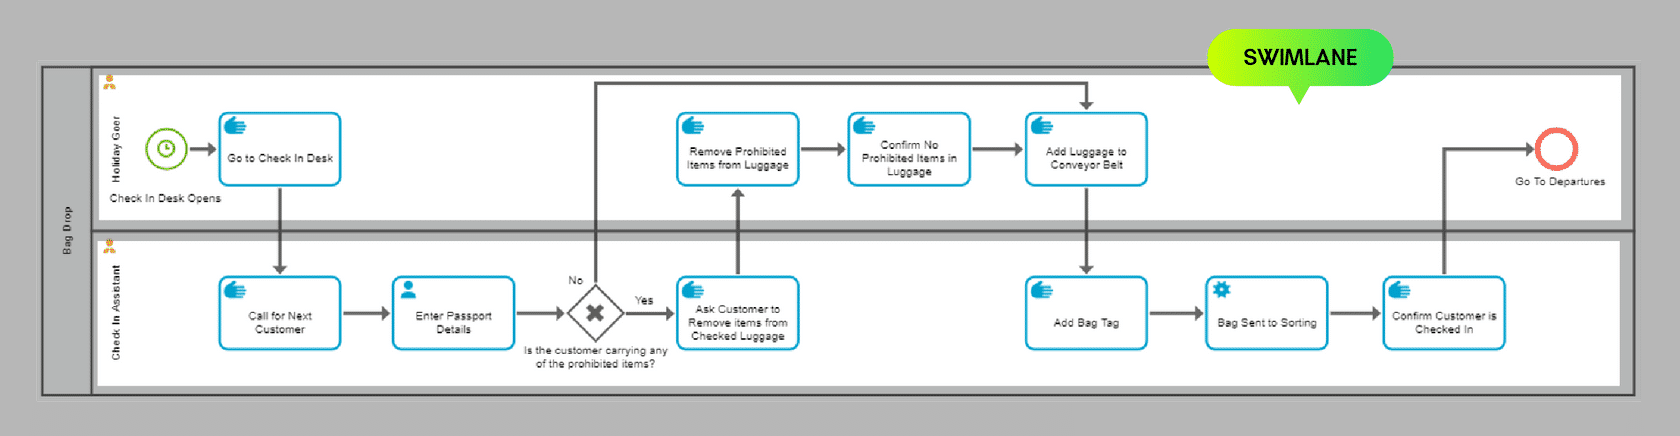 SWIMLANE
Bag Drop
Holiday Goer
Check In Desk Opens
Go to Check In Desk
Remove Prohibited
Items from Luggage
Confirm No
Prohibited Items in
Luggage
Add Luggage to
Conveyor Belt
Go To Departures
Check In Assistant
Call for Next
Customer
Enter Passport
Details
No
Yes
Is the customer carrying any
of the prohibited items?
Ask Customer to
Remove items from
Checked Luggage
Add Bag Tag
Bag Sent to Sorting
Confirm Customer is
Checked In